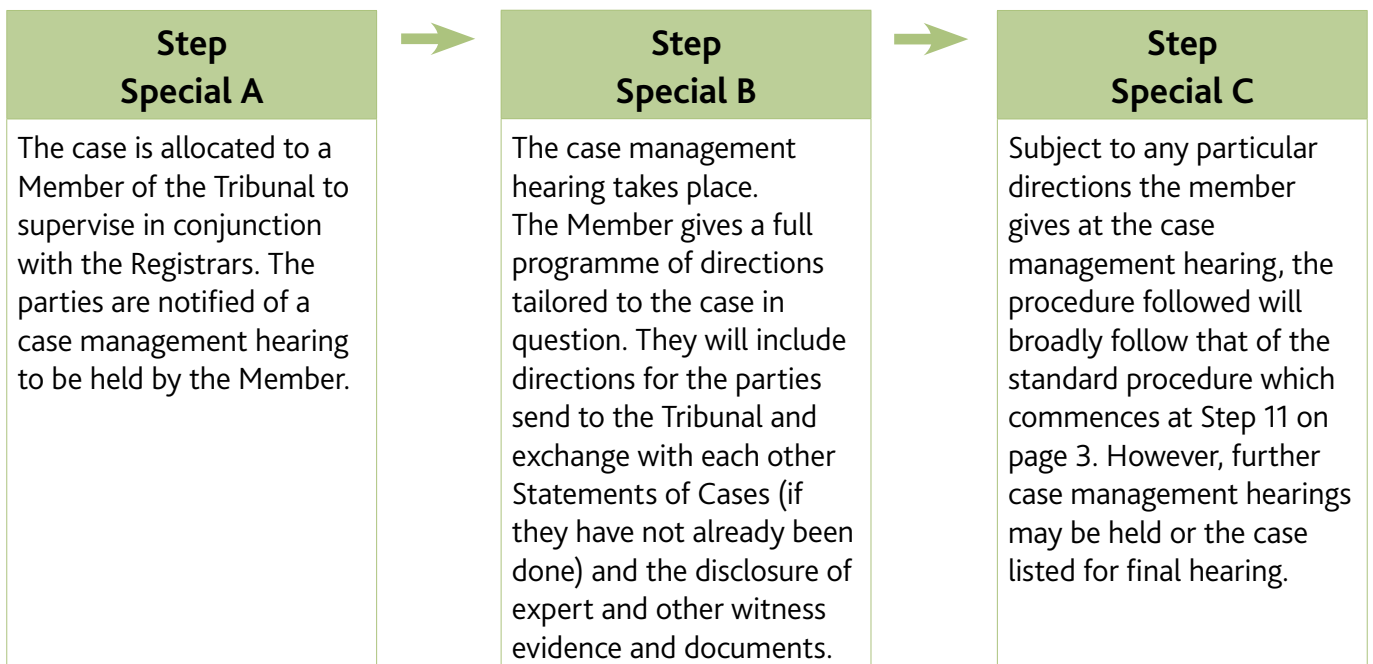 Step
Special A
The case is allocated to a
Member of the Tribunal to
supervise in conjunction
with the Registrars. The
parties are notified of a
case management hearing
to be held by the Member.
Step
Special B
The case management
hearing takes place.
The Member gives a full
programme of directions
tailored to the case in
question. They will include
directions for the parties
send to the Tribunal and
exchange with each other
Statements of Cases (if
they have not already been
done) and the disclosure of
expert and other witness
evidence and documents.
Step
Special C
Subject to any particular
directions the member
gives at the case
management hearing, the
procedure followed will
broadly follow that of the
standard procedure which
commences at Step 11 on
page 3. However, further
case management hearings
may be held or the case
listed for final hearing.